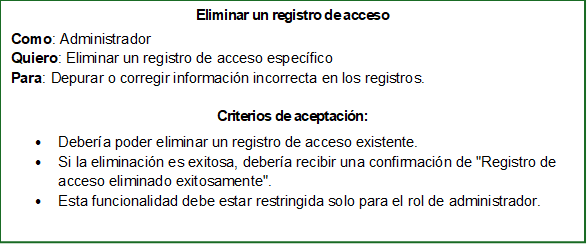 Eliminar un registro de acceso
Como: Administrador
Quiero: Eliminar un registro de acceso específico
Para: Depurar o corregir información incorrecta en los registros.
Criterios de aceptación:
• Debería poder eliminar un registro de acceso existente.
• Si la eliminación es exitosa, debería recibir una confirmación de "Registro de
acceso eliminado exitosamente".
• Esta funcionalidad debe estar restringida solo para el rol de administrador.